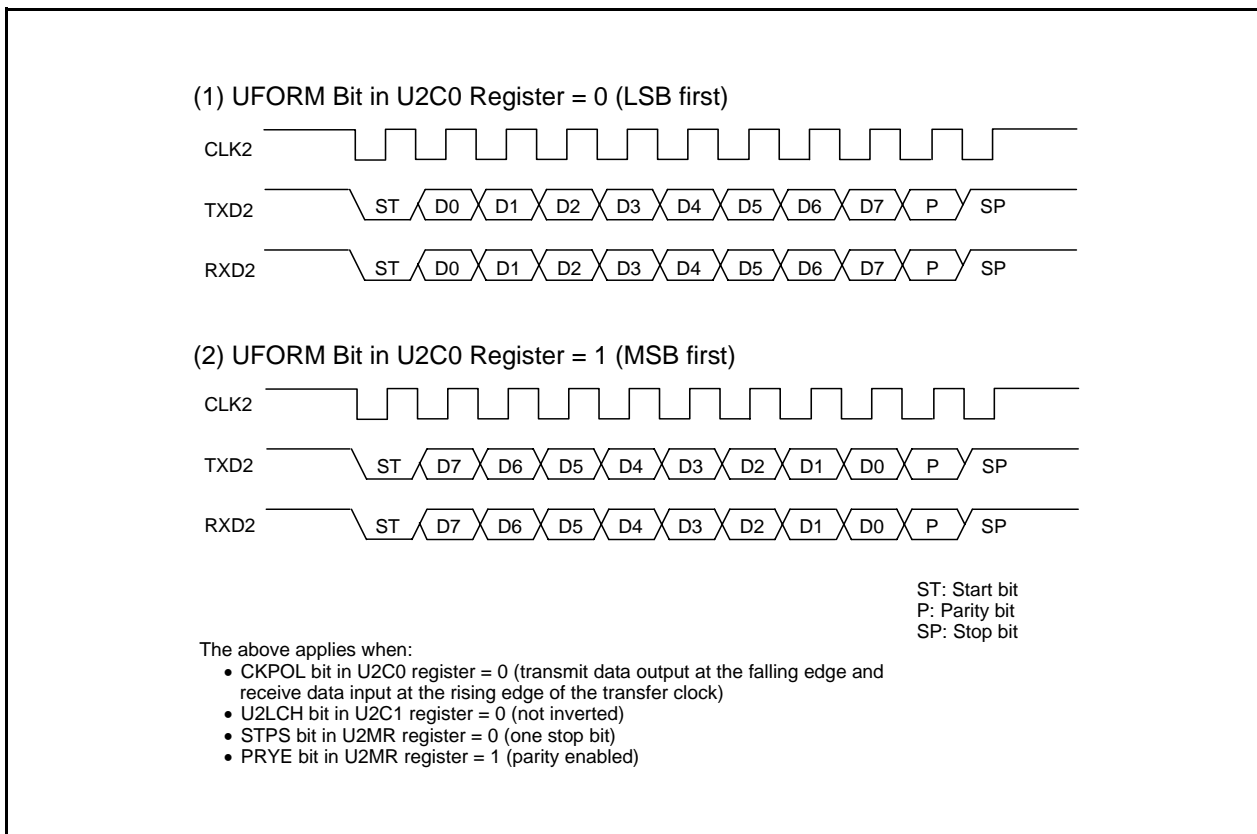 (1) UFORM Bit in U2C0 Register = 0 (LSB first)
CLK2
TXD2 ST D0 D1 D2 D3 D4 D5 D6 D7 P SP
RXD2 ST D0 D1 D2 D3 D4 D5 D6 D7 P SP
(2) UFORM Bit in U2C0 Register = 1 (MSB first)
CLK2
TXD2 ST D7 D6 D5 D4 D3 D2 D1 D0 P SP
RXD2 ST D7 D6 D5 D4 D3 D2 D1 D0 P SP
ST: Start bit
P: Parity bit
SP: Stop bit
The above applies when:
• CKPOL bit in U2C0 register = 0 (transmit data output at the falling edge and
receive data input at the rising edge of the transfer clock)
• U2LCH bit in U2C1 register = 0 (not inverted)
• STPS bit in U2MR register = 0 (one stop bit)
• PRYE bit in U2MR register = 1 (parity enabled)